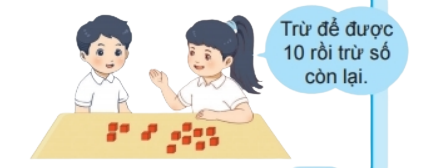 Trừ để được
10 rồi trừ số
còn lại.